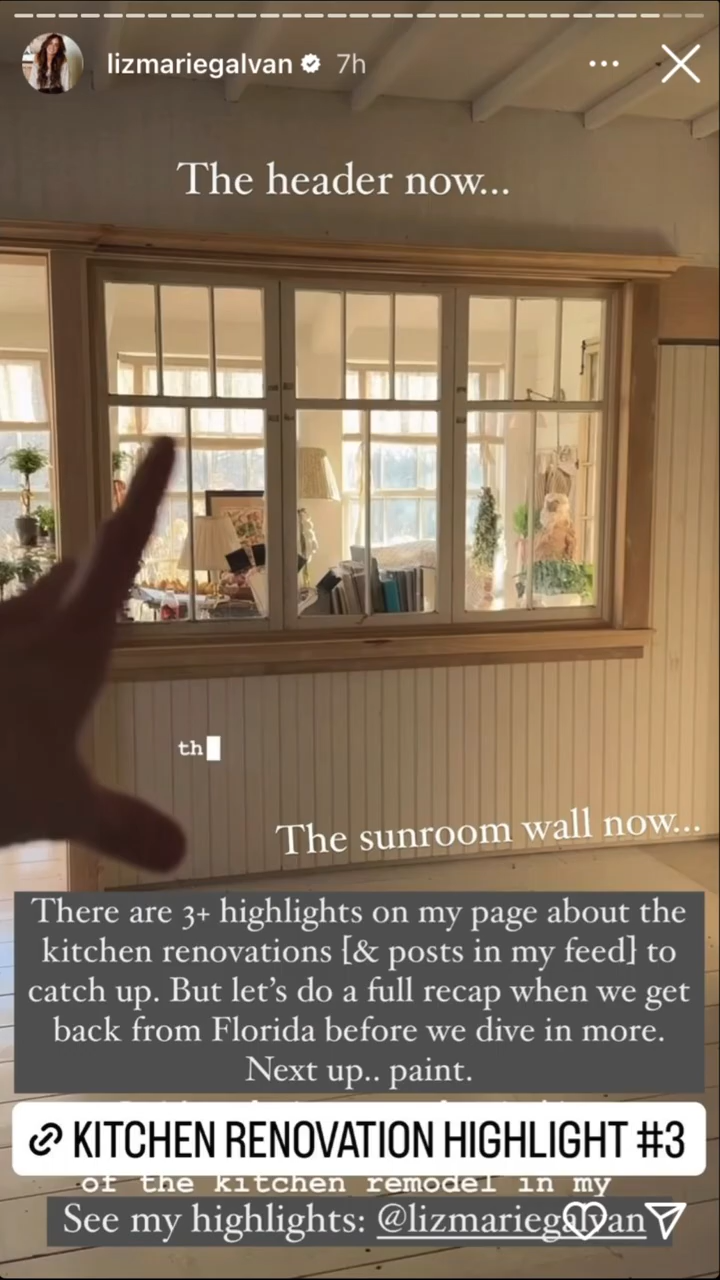 lizmariegalvan 7h
The header now...
th
The sunroom wall now...
There are 3+ highlights on my page about the
kitchen renovations [& posts in my feed] to
catch up. But let's do a full recap when we get
back from Florida before we dive in more.
Next up.. paint.
KITCHEN RENOVATION HIGHLIGHT #3
of the kitchen remodel in my
See my highlights: @lizmariegalvan